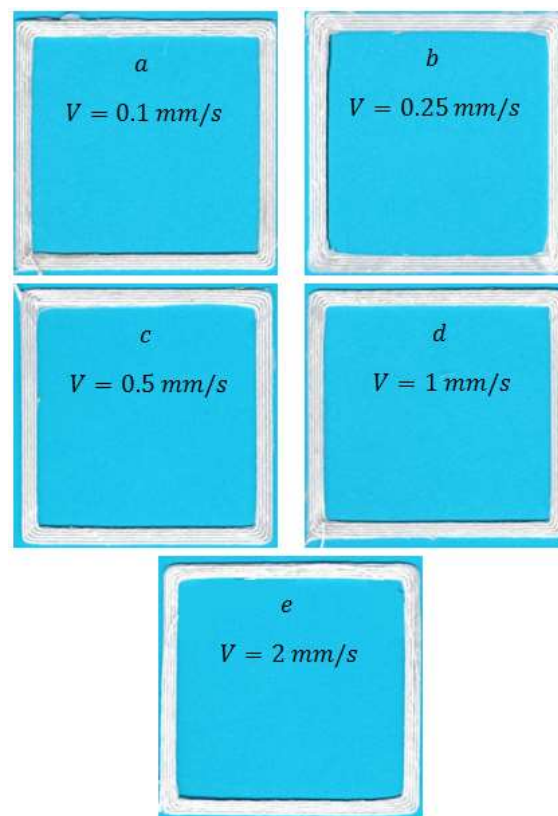 a
V = 0.1 mm/s
b
V = 0.25 mm/s
c
V = 0.5 mm/s
d
V = 1 mm/s
e
V = 2 mm/s